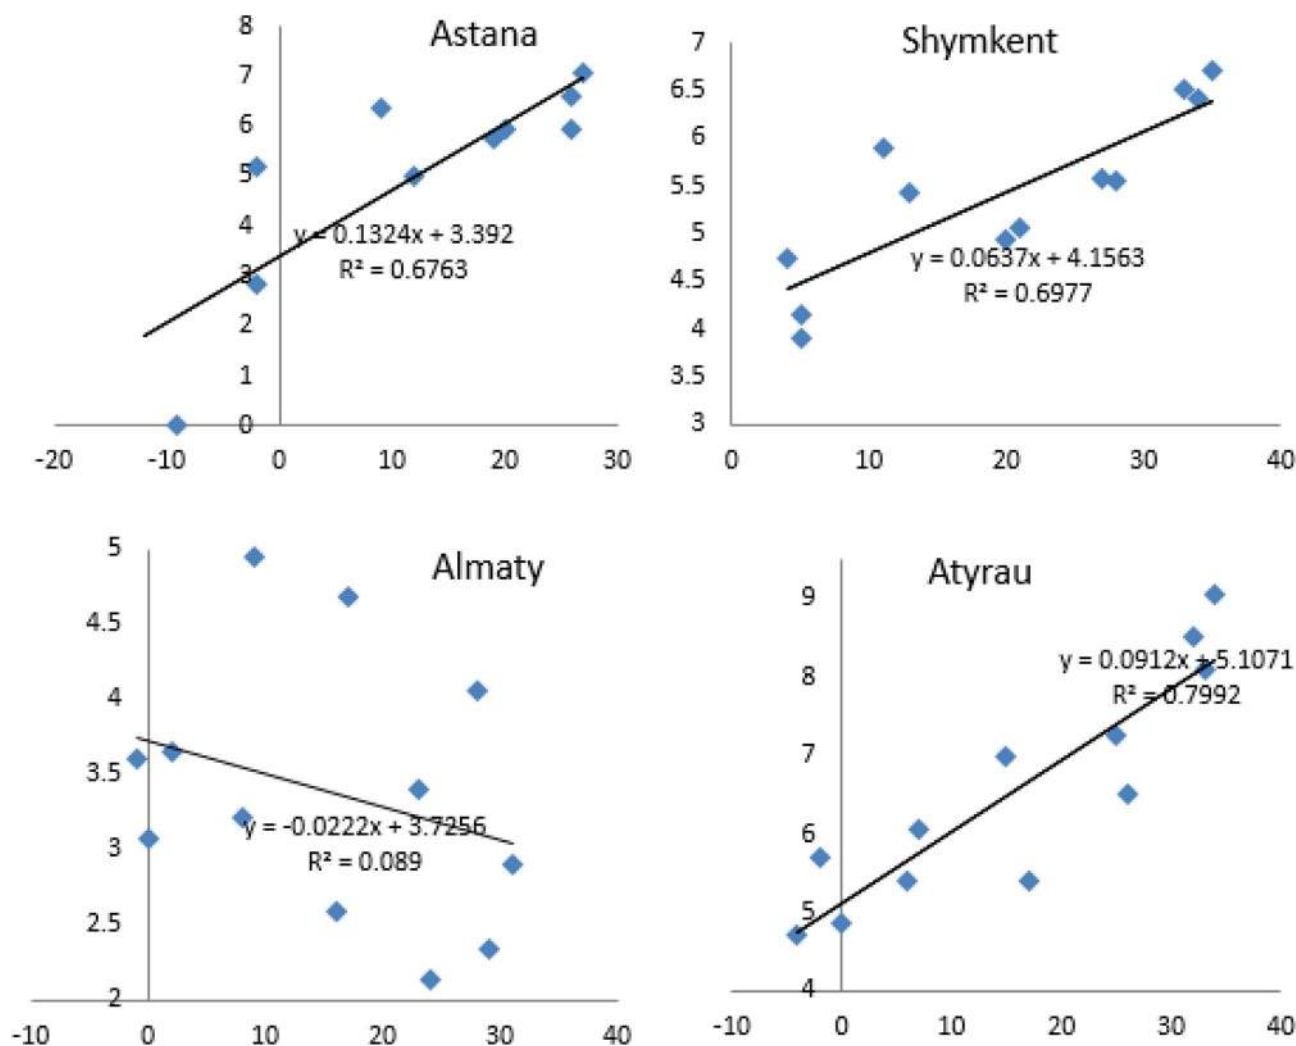 Astana
8
7
6
5
4
3
2
1
0
y = 0.1324x + 3.392
R² = 0.6763
-20 -10 0 10 20 30
Shymkent
7
6.5
6
5.5
5
4.5
4
3.5
3
y = 0.0637x + 4.1563
R² = 0.6977
0 10 20 30 40
Almaty
5
4.5
4
3.5
3
2.5
2
y = -0.0222x + 3.7256
R² = 0.089
-10 0 10 20 30 40
Atyrau
9
8
7
6
5
4
y = 0.0912x + 5.1071
R² = 0.7992
-10 0 10 20 30 40